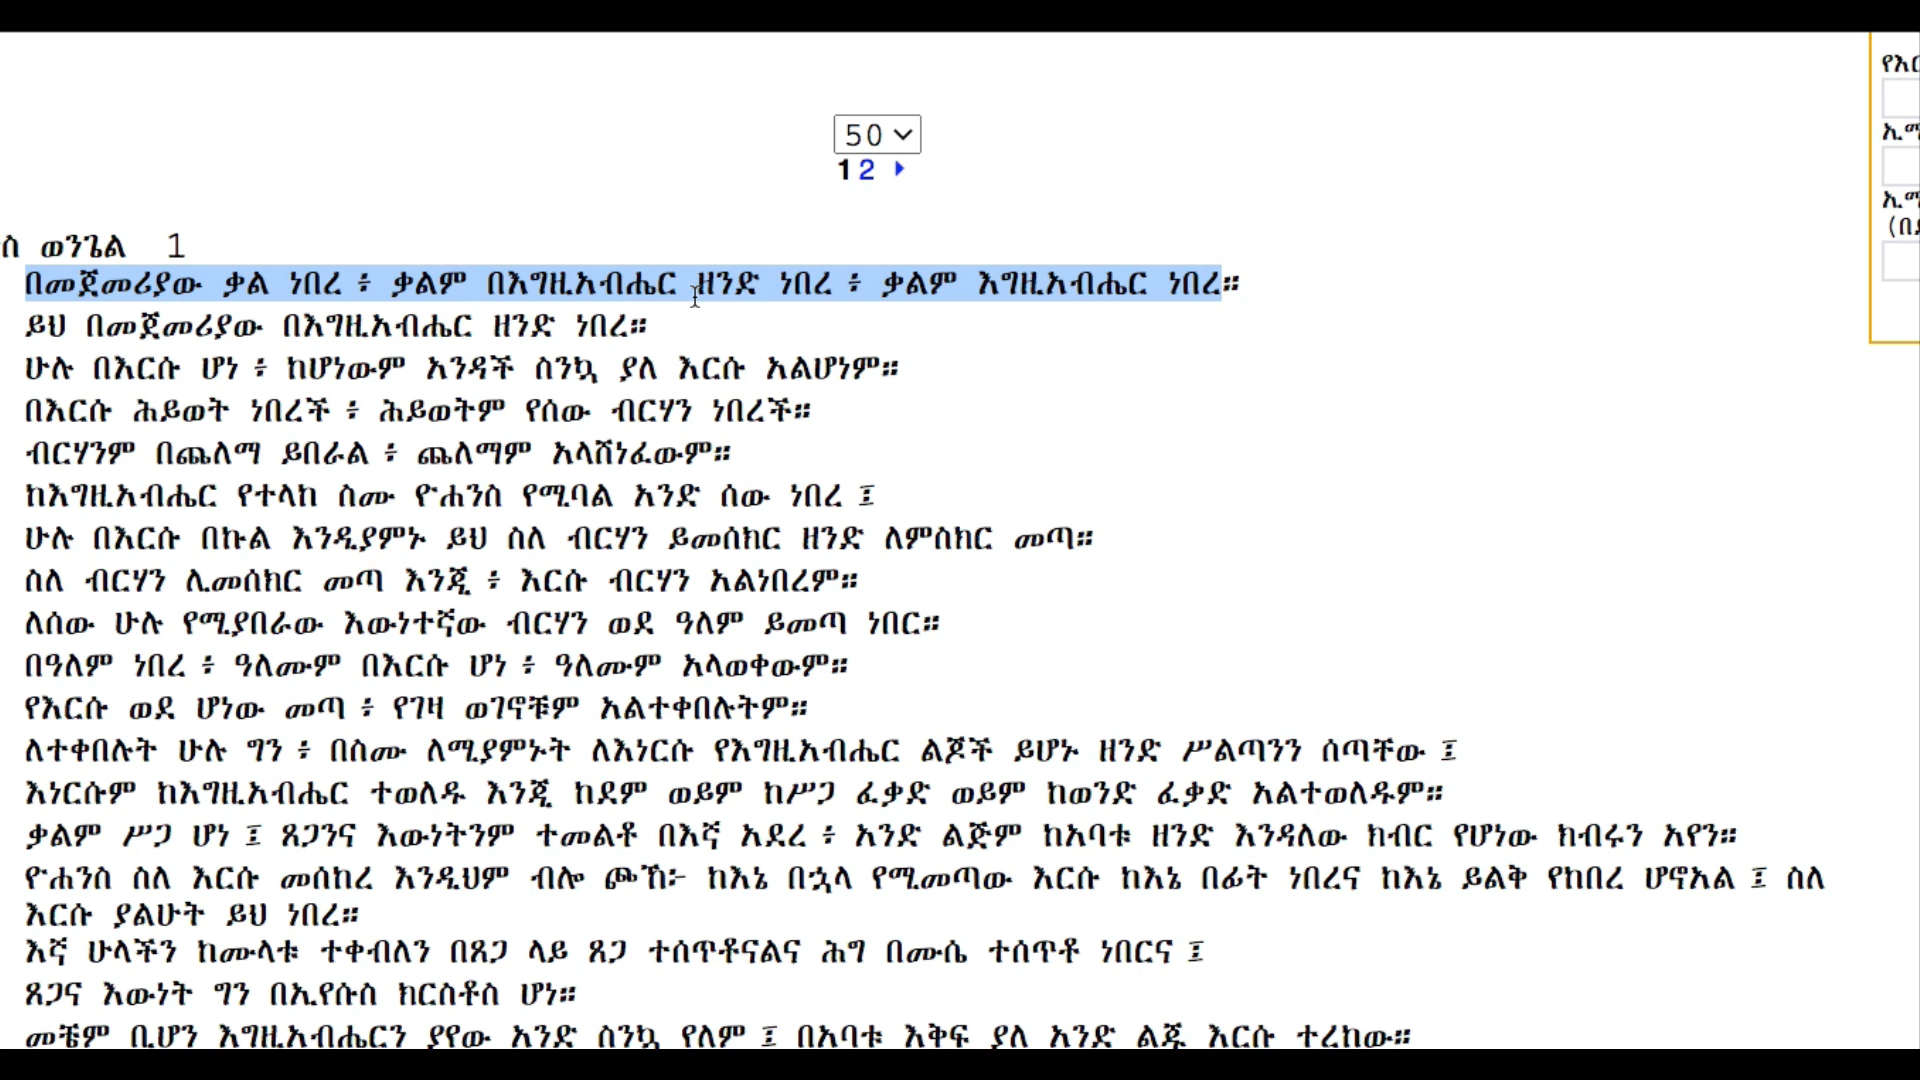 50
1 2
ስ ወንጌል 1
በመጀመሪያው ቃል ነበረ ፥ ቃልም በእግዚአብሔር ዘንድ ነበረ ፥ ቃልም እግዚአብሔር ነበረ።
ይህ በመጀመሪያው በእግዚአብሔር ዘንድ ነበረ።
ሁሉ በእርሱ ሆነ ፥ ከሆነውም አንዳች ስንኳ ያለ እርሱ አልሆነም።
በእርሱ ሕይወት ነበረች ፥ ሕይወትም የሰው ብርሃን ነበረች።
ብርሃንም በጨለማ ይበራል ፥ ጨለማም አላሸነፈውም።
ከእግዚአብሔር የተላከ ስሙ ዮሐንስ የሚባል አንድ ሰው ነበረ ፤
ሁሉ በእርሱ በኩል እንዲያምኑ ይህ ስለ ብርሃን ይመሰክር ዘንድ ለምስክር መጣ።
ስለ ብርሃን ሊመሰክር መጣ እንጂ ፥ እርሱ ብርሃን አልነበረም።
ለሰው ሁሉ የሚያበራው እውነተኛው ብርሃን ወደ ዓለም ይመጣ ነበር።
በዓለም ነበረ ፥ ዓለሙም በእርሱ ሆነ ፥ ዓለሙም አላወቀውም።
የእርሱ ወደ ሆነው መጣ ፥ የገዛ ወገኖቹም አልተቀበሉትም።
ለተቀበሉት ሁሉ ግን ፥ በስሙ ለሚያምኑት ለእነርሱ የእግዚአብሔር ልጆች ይሆኑ ዘንድ ሥልጣንን ሰጣቸው ፤
እነርሱም ከእግዚአብሔር ተወለዱ እንጂ ከደም ወይም ከሥጋ ፈቃድ ወይም ከወንድ ፈቃድ አልተወለዱም።
ቃልም ሥጋ ሆነ ፤ ጸጋንና እውነትንም ተመልቶ በእኛ አደረ ፥ አንድ ልጅም ከአባቱ ዘንድ እንዳለው ክብር የሆነው ክብሩን አየን።
ዮሐንስ ስለ እርሱ መሰከረ እንዲህም ብሎ ጮኸ፦ ከእኔ በኋላ የሚመጣው እርሱ ከእኔ በፊት ነበረና ከእኔ ይልቅ የከበረ ሆኖአል ፤ ስለ
እርሱ ያልሁት ይህ ነበረ።
እኛ ሁላችን ከሙላቱ ተቀብለን በጸጋ ላይ ጸጋ ተሰጥቶናልና ሕግ በሙሴ ተሰጥቶ ነበርና ፤
ጸጋና እውነት ግን በኢየሱስ ክርስቶስ ሆነ።
መቼም ቢሆን እግዚአብሔርን ያየው አንድ ስንኳ የለም ፤ በአባቱ እቅፍ ያለ አንድ ልጁ እርሱ ተረከው።